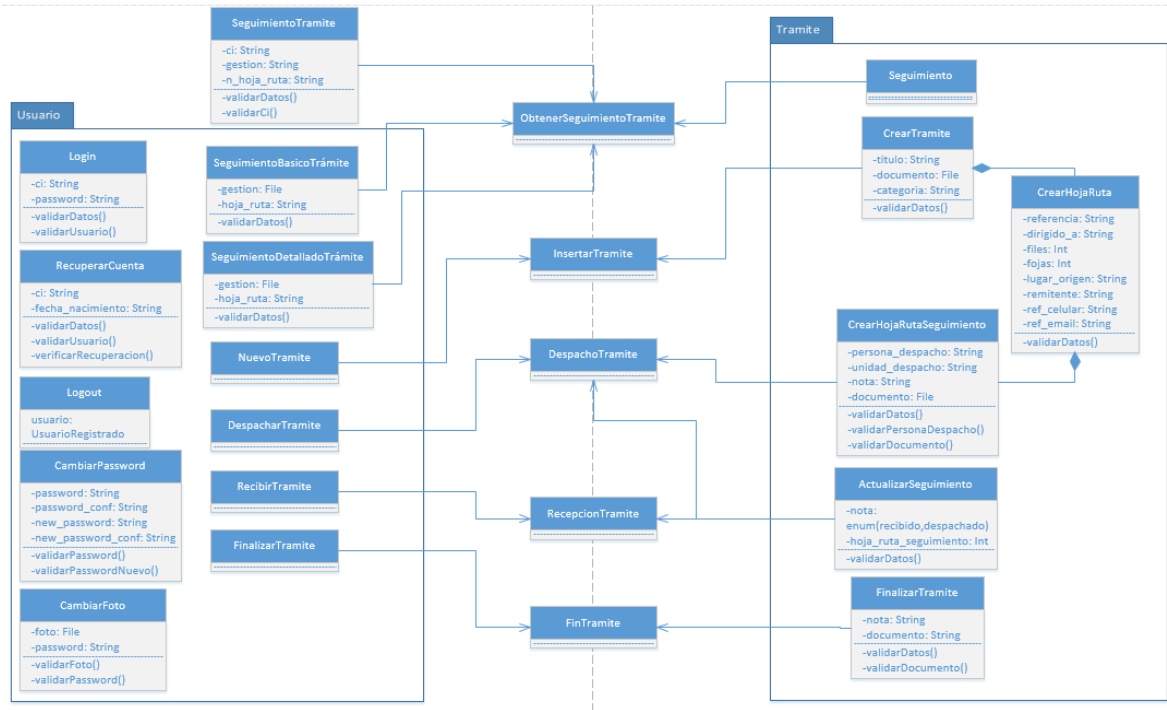 SeguimientoTramite
-ci: String
-gestion: String
-n_hoja_ruta: String
-validarDatos()
-validarCi()
Usuario
Login
-ci: String
-password: String
-validarDatos()
-validarUsuario()
RecuperarCuenta
-ci: String
-fecha_nacimiento: String
-validarDatos()
-validarUsuario()
-verificarRecuperacion()
Logout
usuario:
UsuarioRegistrado
CambiarPassword
-password: String
-password_conf: String
-new_password: String
-new_password_conf: String
-validarPassword()
-validarPasswordNuevo()
CambiarFoto
-foto: File
-password: String
-validarFoto()
-validarPassword()
SeguimientoBasicoTrámite
-gestion: File
-hoja_ruta: String
-validarDatos()
SeguimientoDetalladoTrámite
-gestion: File
-hoja_ruta: String
-validarDatos()
NuevoTramite
DespacharTramite
RecibirTramite
FinalizarTramite
ObtenerSeguimientoTramite
InsertarTramite
DespachoTramite
RecepcionTramite
FinTramite
Tramite
Seguimiento
CrearTramite
-titulo: String
-documento: File
-categoria: String
-validarDatos()
CrearHojaRuta
-referencia: String
-dirigido_a: String
-files: Int
-fojas: Int
-lugar_origen: String
-remitente: String
-ref_celular: String
-ref_email: String
-validarDatos()
CrearHojaRutaSeguimiento
-persona_despacho: String
-unidad_despacho: String
-nota: String
-documento: File
-validarDatos()
-validarPersonaDespacho()
-validarDocumento()
ActualizarSeguimiento
-nota:
enum(recibido,despachado)
-hoja_ruta_seguimiento: Int
-validarDatos()
FinalizarTramite
-nota: String
-documento: String
-validarDatos()
-validarDocumento()